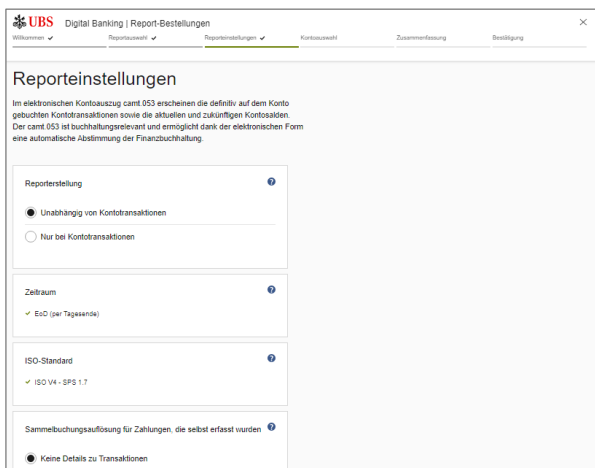 UBS Digital Banking | Report-Bestellungen
Willkommen Reportauswahl Reporteinstellungen Kontoauswahl Zusammenfassung Bestätigung
Reporteinstellungen
Im elektronischen Kontoauszug camt.053 erscheinen die definitiv auf dem Konto
gebuchten Kontotransaktionen sowie die aktuellen und zukünftigen Kontosalden.
Der camt.053 ist buchhaltungsrelevant und ermöglicht dank der elektronischen Form
eine automatische Abstimmung der Finanzbuchhaltung.
Reporterstellung
Unabhängig von Kontotransaktionen
Nur bei Kontotransaktionen
Zeitraum
EoD (per Tagesende)
ISO-Standard
ISO V4 - SPS 1.7
Sammelbuchungsauflösung für Zahlungen, die selbst erfasst wurden
Keine Details zu Transaktionen